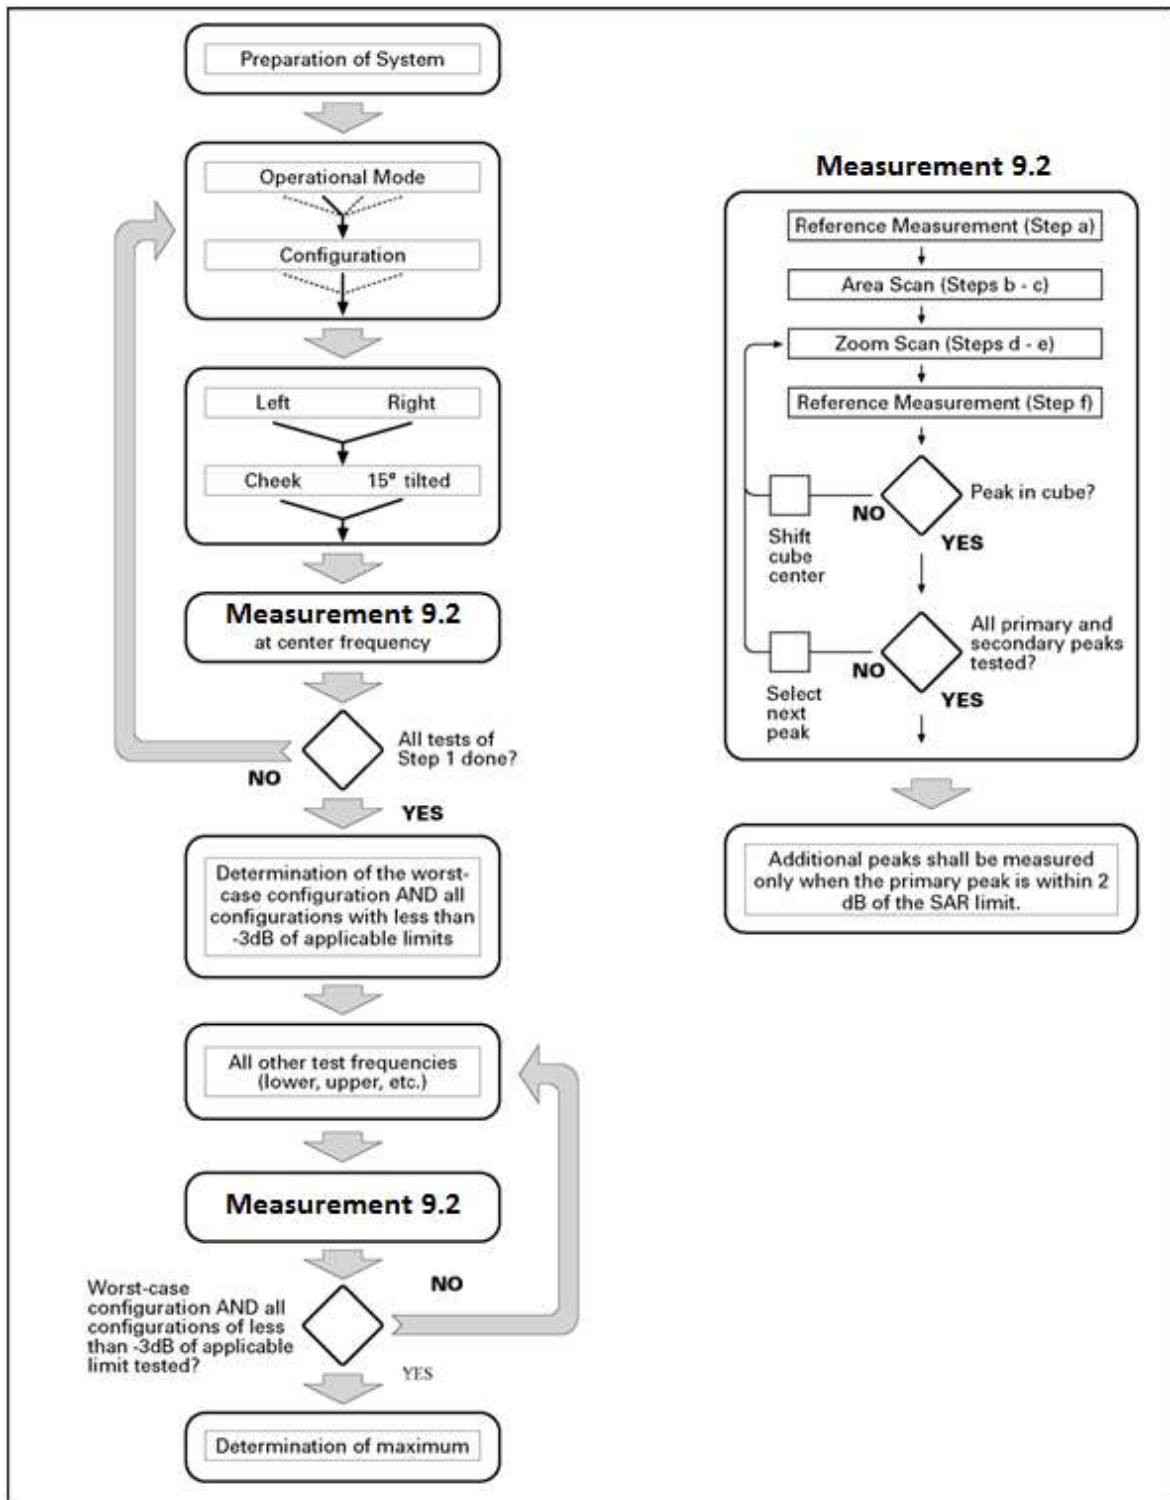 Preparation of System
Operational Mode
Configuration
Left Right
Cheek 15° tilted
Measurement 9.2
at center frequency
All tests of
Step 1 done?
NO
YES
Determination of the worst-
case configuration AND all
configurations with less than
-3dB of applicable limits
All other test frequencies
(lower, upper, etc.)
Measurement 9.2
NO
Worst-case
configuration AND all
configurations of less
than -3dB of applicable
limit tested?
YES
Determination of maximum
Measurement 9.2
Reference Measurement (Step a)
Area Scan (Steps b - c)
Zoom Scan (Steps d - e)
Reference Measurement (Step f)
Peak in cube?
NO
Shift
cube
center
YES
All primary and
secondary peaks
tested?
NO
Select
next
peak
YES
Additional peaks shall be measured
only when the primary peak is within 2
dB of the SAR limit.